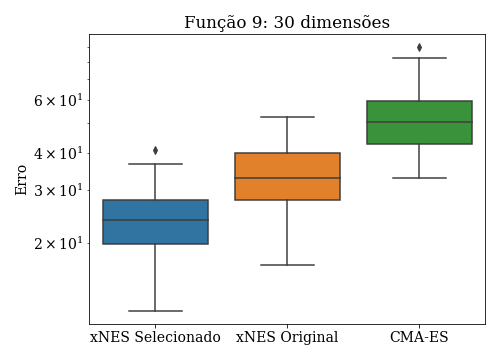 Função 9: 30 dimensões
Erro
6 × 10¹
4 × 10¹
3 × 10¹
2 × 10¹
xNES Selecionado
xNES Original
CMA-ES